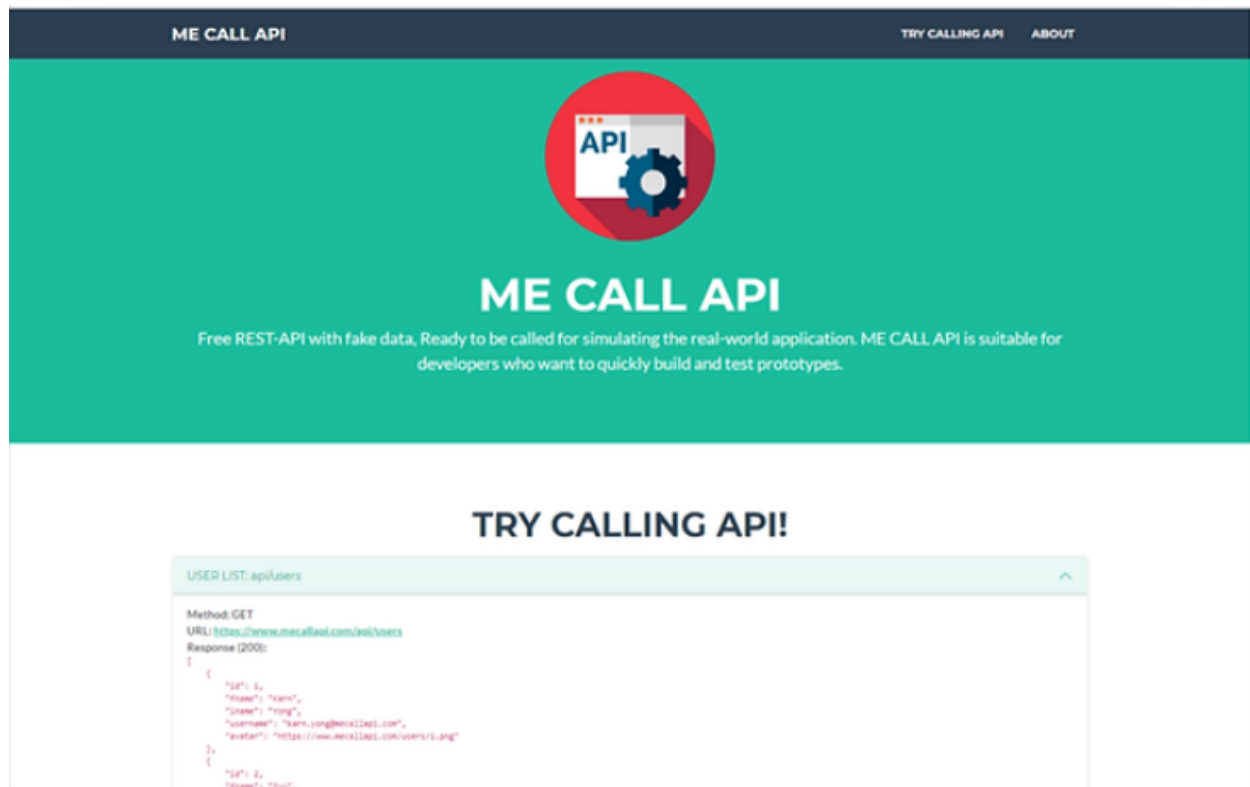 ME CALL API
TRY CALLING API
ABOUT
API
ME CALL API
Free REST-API with fake data, Ready to be called for simulating the real-world application. ME CALL API is suitable for
developers who want to quickly build and test prototypes.
TRY CALLING API!
USER LIST: api/users
Method: GET
URL: https://www.mecallapi.com/api/users
Response (200):
[
{
"id": 1,
"fname": "Karn",
"lname": "Yong",
"username": "karn.yong@mecallapi.com",
"avatar": "https://www.mecallapi.com/users/1.png"
},
{
"id": 2,